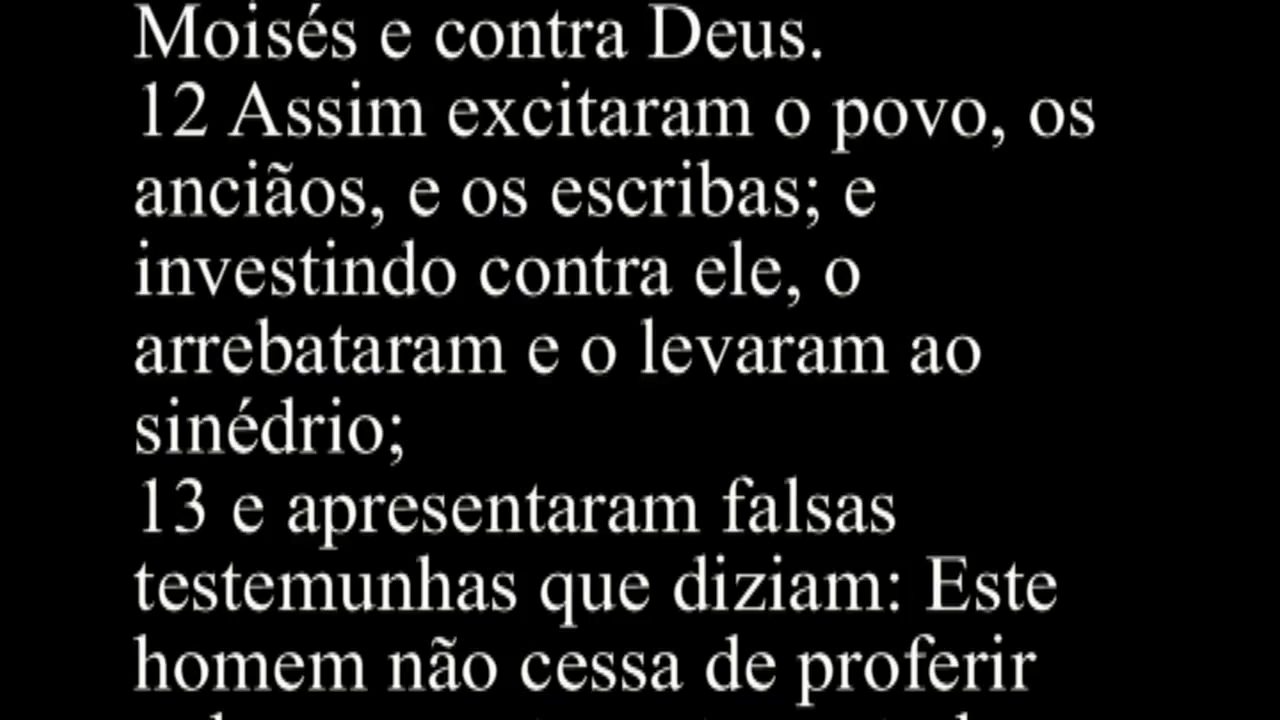 Moisés e contra Deus.
12 Assim excitaram o povo, os
anciãos, e os escribas; e
investindo contra ele, o
arrebataram e o levaram ao
sinédrio;
13 e apresentaram falsas
testemunhas que diziam: Este
homem não cessa de proferir